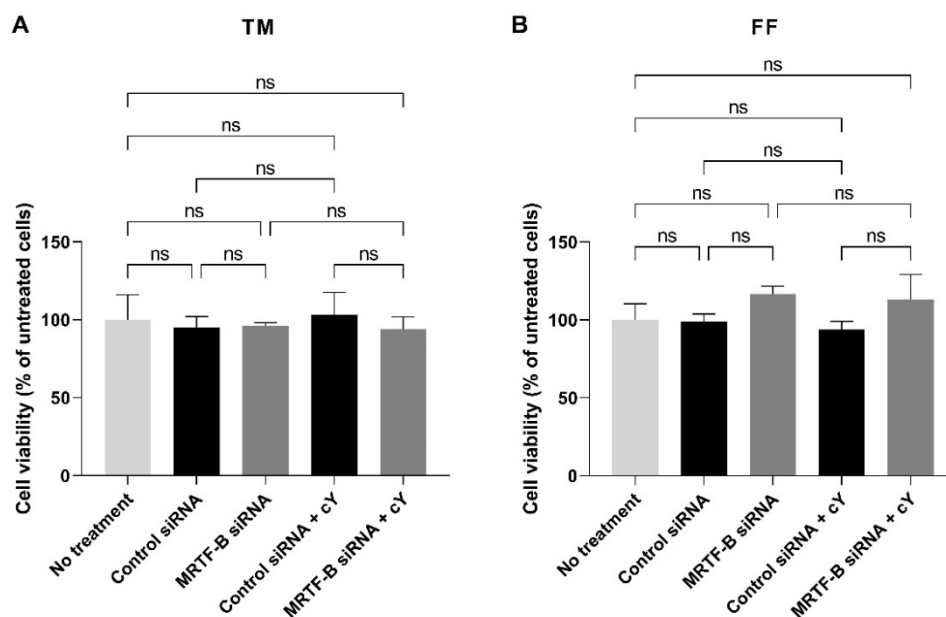 A
TM
ns
ns
ns
ns
ns
ns
ns
ns
Cell viability (% of untreated cells)
150
100
50
0
No treatment
Control siRNA
MRTF-B siRNA
Control siRNA + cY
MRTF-B siRNA + cY
B
FF
ns
ns
ns
ns
ns
ns
ns
ns
Cell viability (% of untreated cells)
150
100
50
0
No treatment
Control siRNA
MRTF-B siRNA
Control siRNA + cY
MRTF-B siRNA + cY